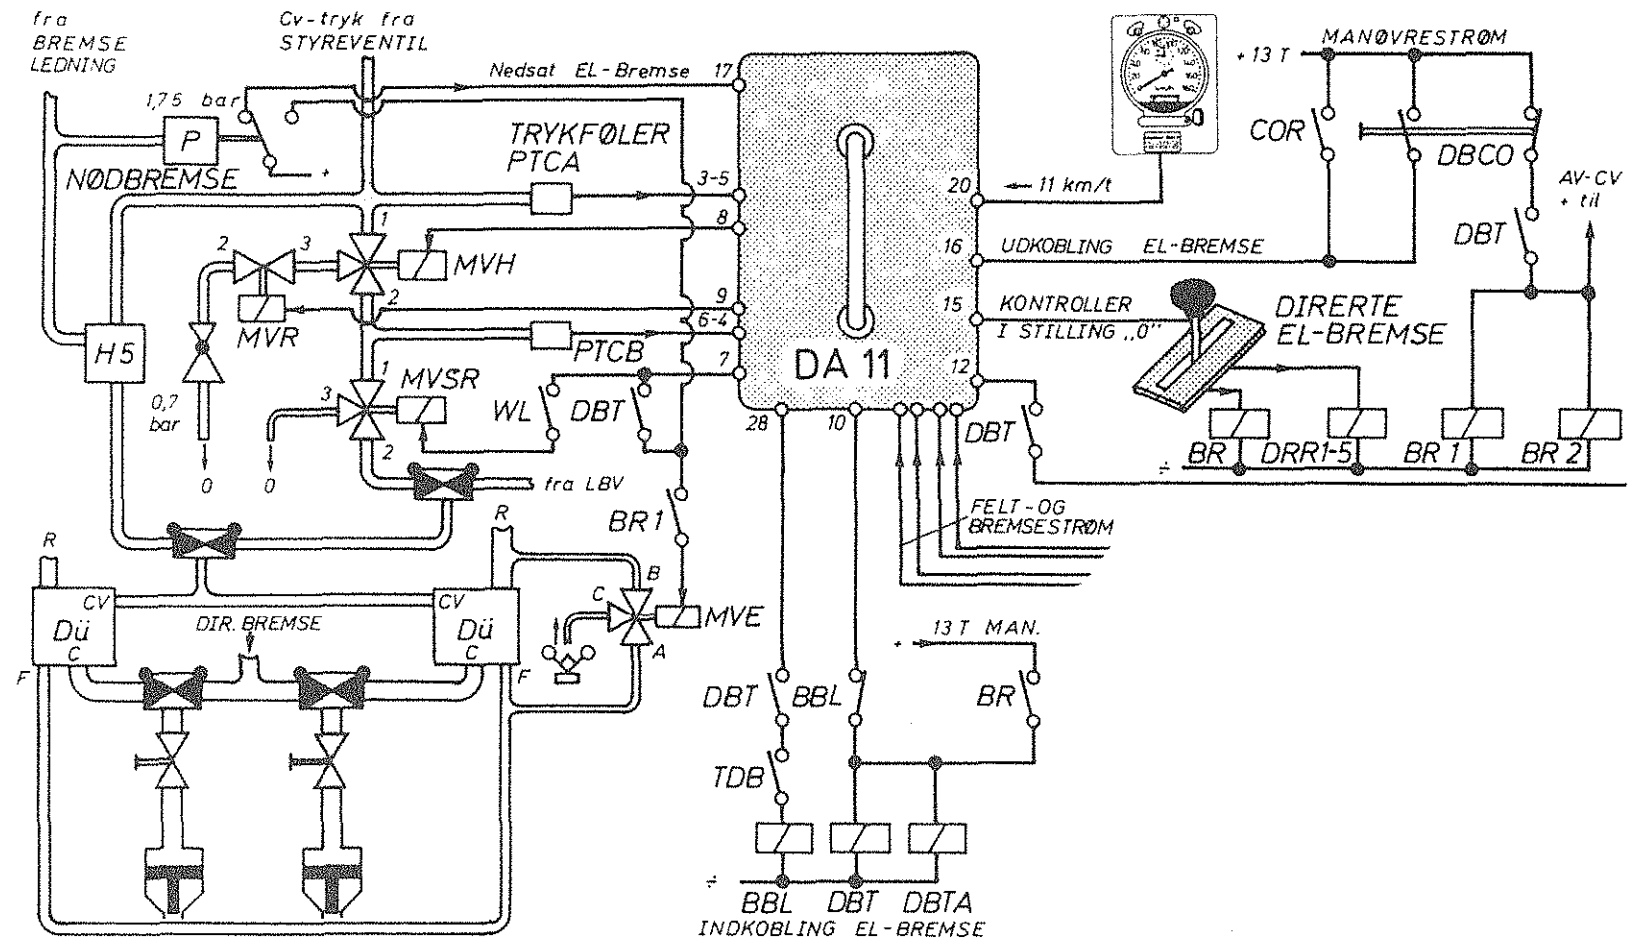 fra
BREMSE
LEDNING
Cv-tryk fra
STYREVENTIL
Nedsat EL-Bremse 17
1,75 bar
P
NØDBREMSE
+
TRYKFØLER
PTCA
3-5
8
1
2 3
MVH
2
MVR
9
6-4
PTCB
H5
7
1
MVSR
3
2
WL DBT
0,7
bar
0 0
fra LBV
BR 1
DA 11
28 10
20
11 km/t
16 UDKOBLING EL-BREMSE
15 KONTROLLER
I STILLING „0"
12
DBT
MANØVRESTRØM
+ 13 T
COR
DBCO
AV-CV
+ til
DBT
DIRERTE
EL-BREMSE
÷ BR DRR1-5 BR 1 BR 2
FELT-OG
BREMSESTRØM
R R
CV CV
Dü Dü
C C
F F
DIR. BREMSE
B
C
A
MVE
+ 13 T MAN.
DBT BBL BR
TDB
÷
BBL DBT DBTA
INDKOBLING EL-BREMSE